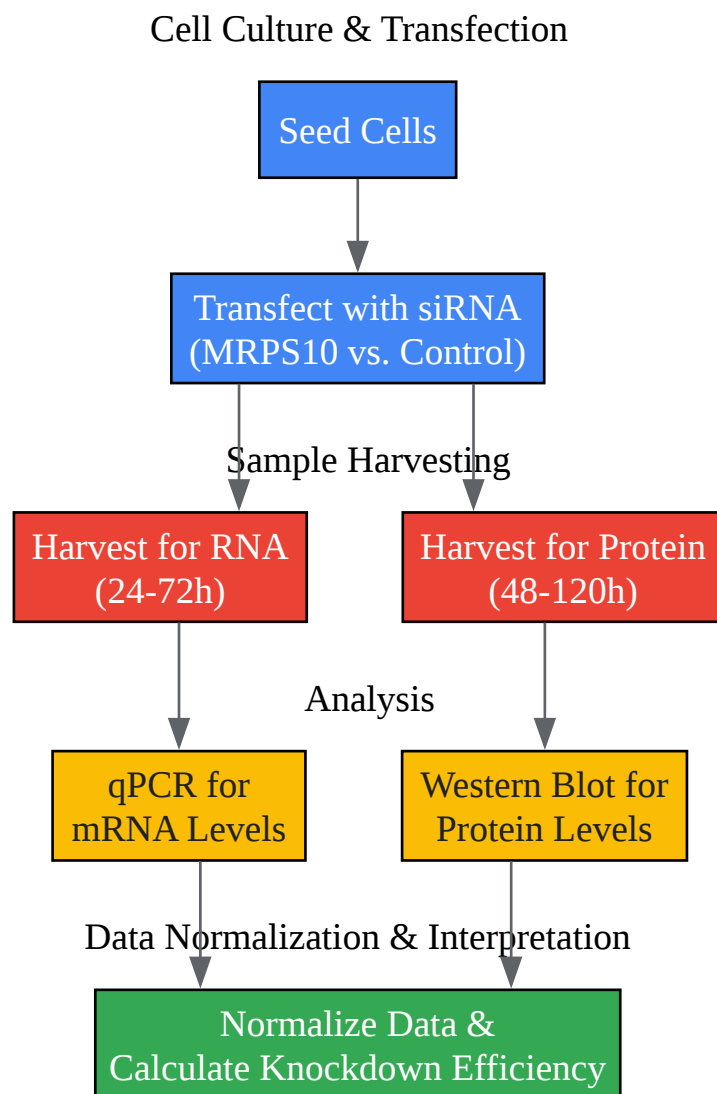 Cell Culture & Transfection
Seed Cells
Transfect with siRNA
(MRPS10 vs. Control)
Sample Harvesting
Harvest for RNA
(24-72h)
Harvest for Protein
(48-120h)
Analysis
qPCR for
mRNA Levels
Western Blot for
Protein Levels
Data Normalization & Interpretation
Normalize Data &
Calculate Knockdown Efficiency